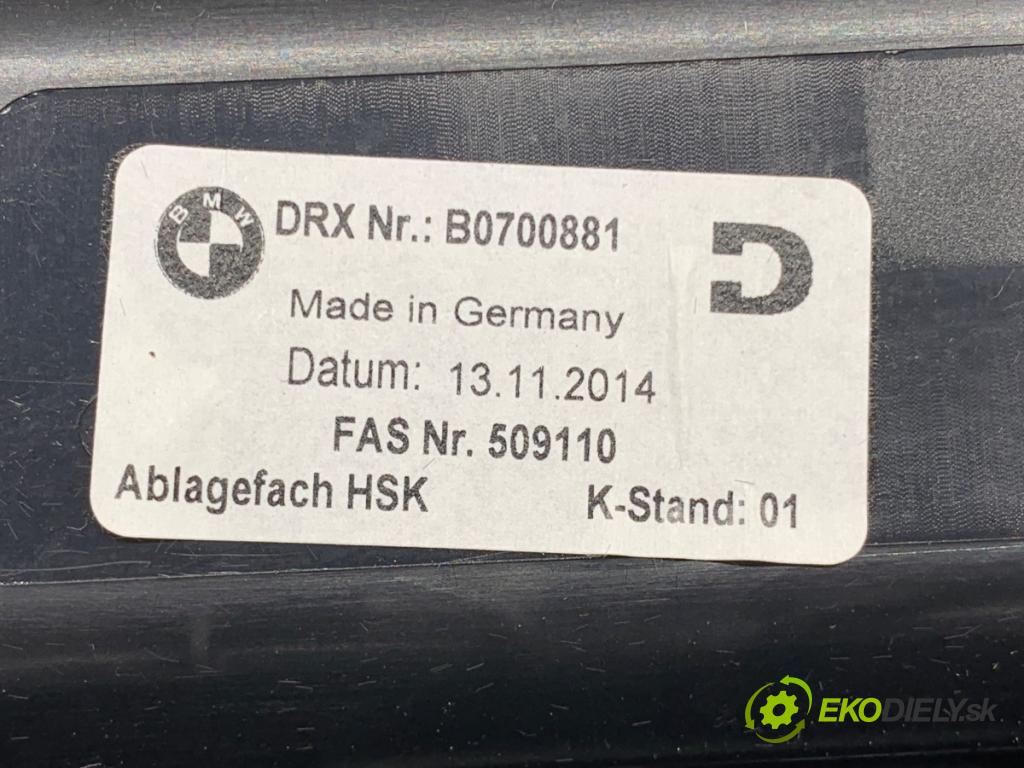 BMW
DRX Nr.: B0700881
D
Made in Germany
Datum: 13.11.2014
FAS Nr. 509110
Ablagefach HSK K-Stand: 01
EKODIELY.sk